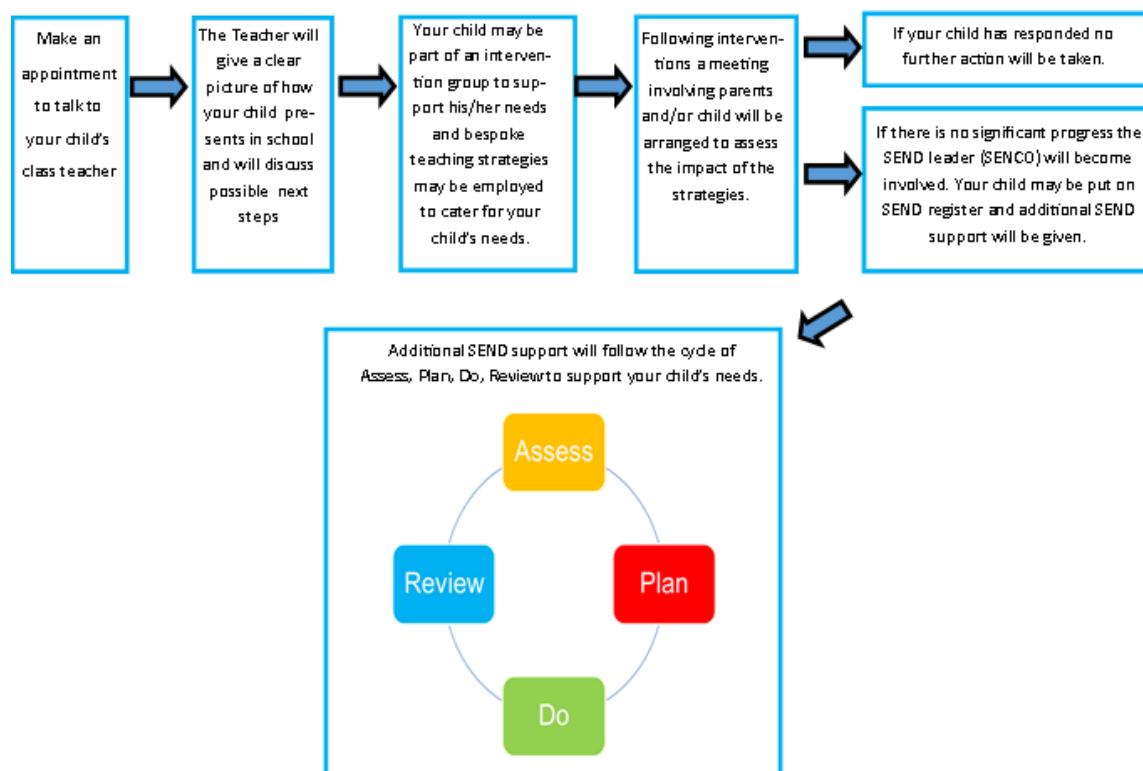 Make an
appointment
to talk to
your child's
class teacher
The Teacher will
give a clear
picture of how
your child pre-
sents in school
and will discuss
possible next
steps
Your child may be
part of an interven-
tion group to sup-
port his/her needs
and bespoke
teaching strategies
may be employed
to cater for your
child's needs.
Following interven-
tions a meeting
involving parents
and/or child will be
arranged to assess
the impact of the
strategies.
If your child has responded no
further action will be taken.
If there is no significant progress the
SEND leader (SENCO) will become
involved. Your child may be put on
SEND register and additional SEND
support will be given.
Additional SEND support will follow the cycle of
Assess, Plan, Do, Review to support your child's needs.
Assess
Review
Plan
Do